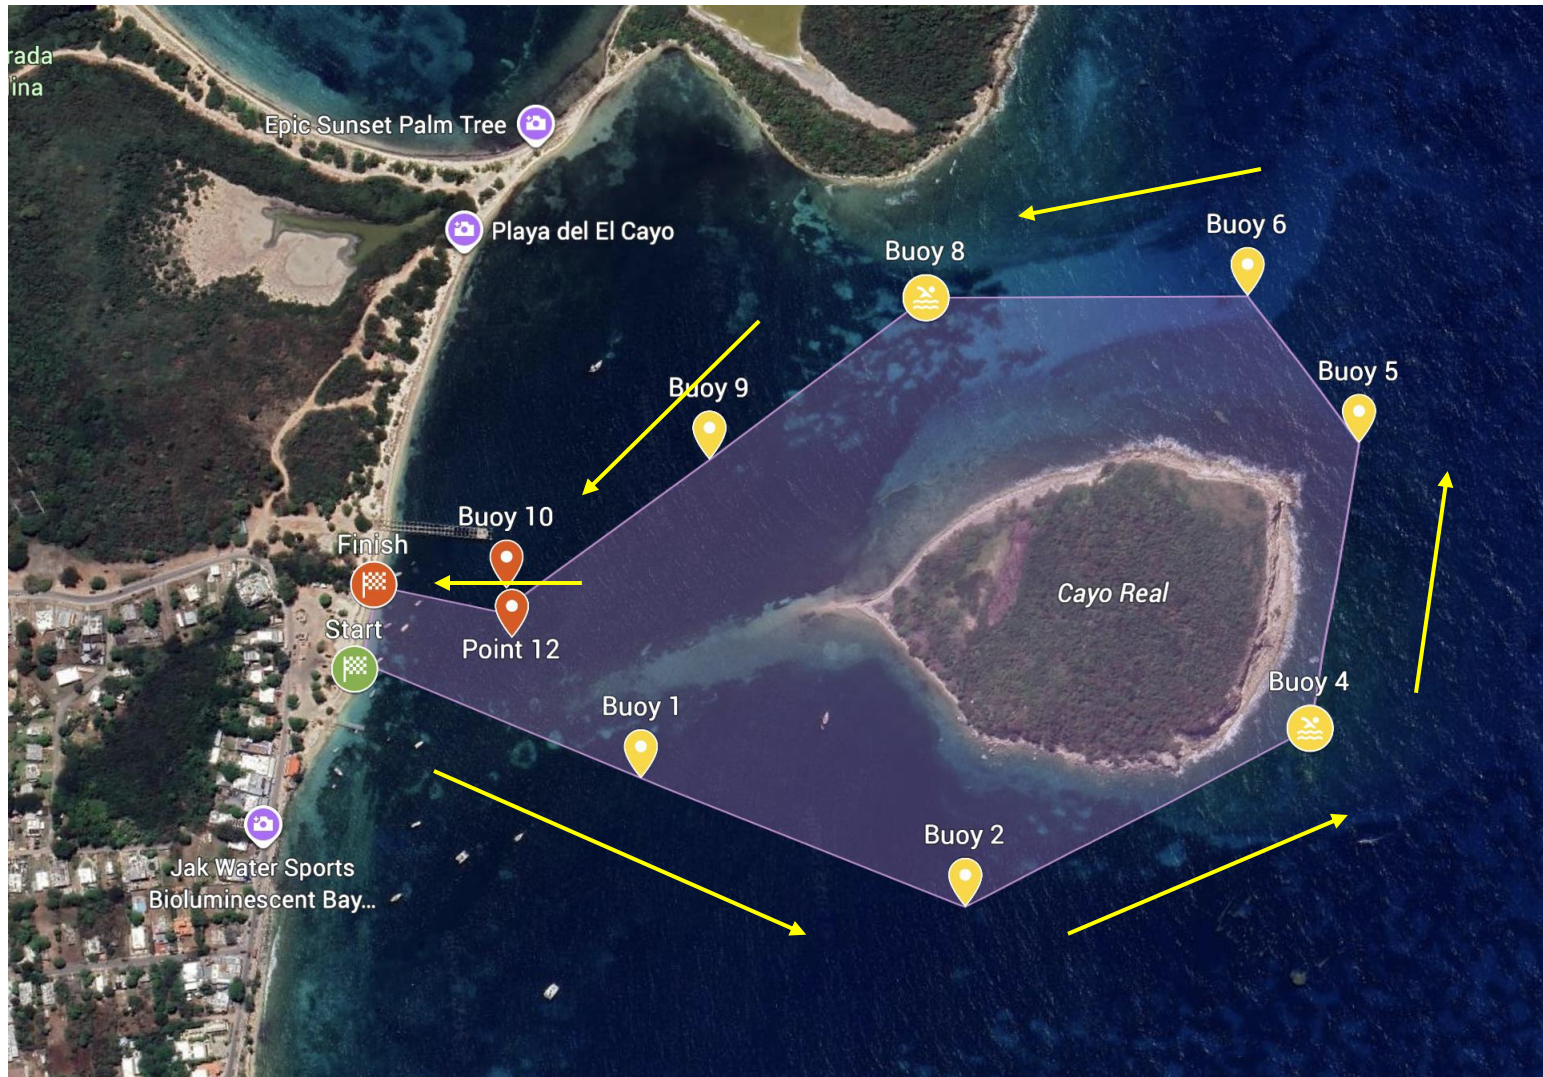 rada
ina
Epic Sunset Palm Tree
Playa del El Cayo
Buoy 6
Buoy 8
Buoy 5
Buoy 9
Buoy 10
Finish
Cayo Real
Start
Point 12
Buoy 4
Buoy 1
Buoy 2
Jak Water Sports
Bioluminescent Bay...